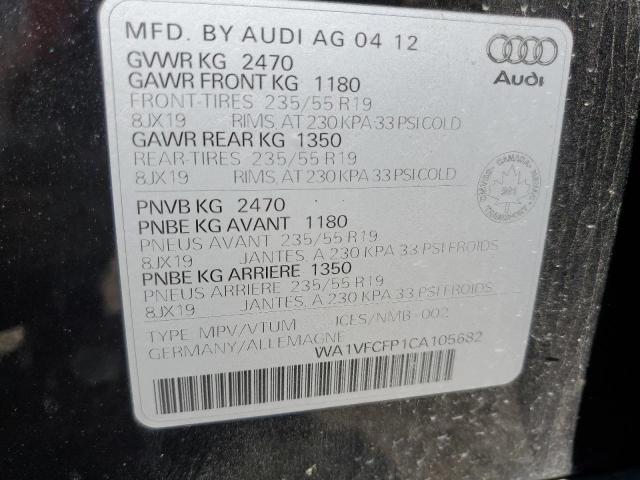 MFD. BY AUDI AG 04 12
GVWR KG 2470
GAWR FRONT KG 1180
FRONT-TIRES 235/55 R19
8JX19 RIMS, AT 230 KPA 33 PSI COLD
GAWR REAR KG 1350
REAR-TIRES 235/55 R19
8JX19 RIMS, AT 230 KPA 33 PSI COLD
Audi
PNVB KG 2470
PNBE KG AVANT 1180
PNEUS AVANT 235/55 R19
8JX19 JANTES, A 230 KPA 33 PSI FROIDS
PNBE KG ARRIERE 1350
PNEUS ARRIERE 235/55 R19
8JX19 JANTES, A 230 KPA 33 PSI FROIDS
TYPE MPV/VTUM ICES/NMB-002
GERMANY/ALLEMAGNE WA1VFCFP1CA105682
CANADA
TRANSPORT